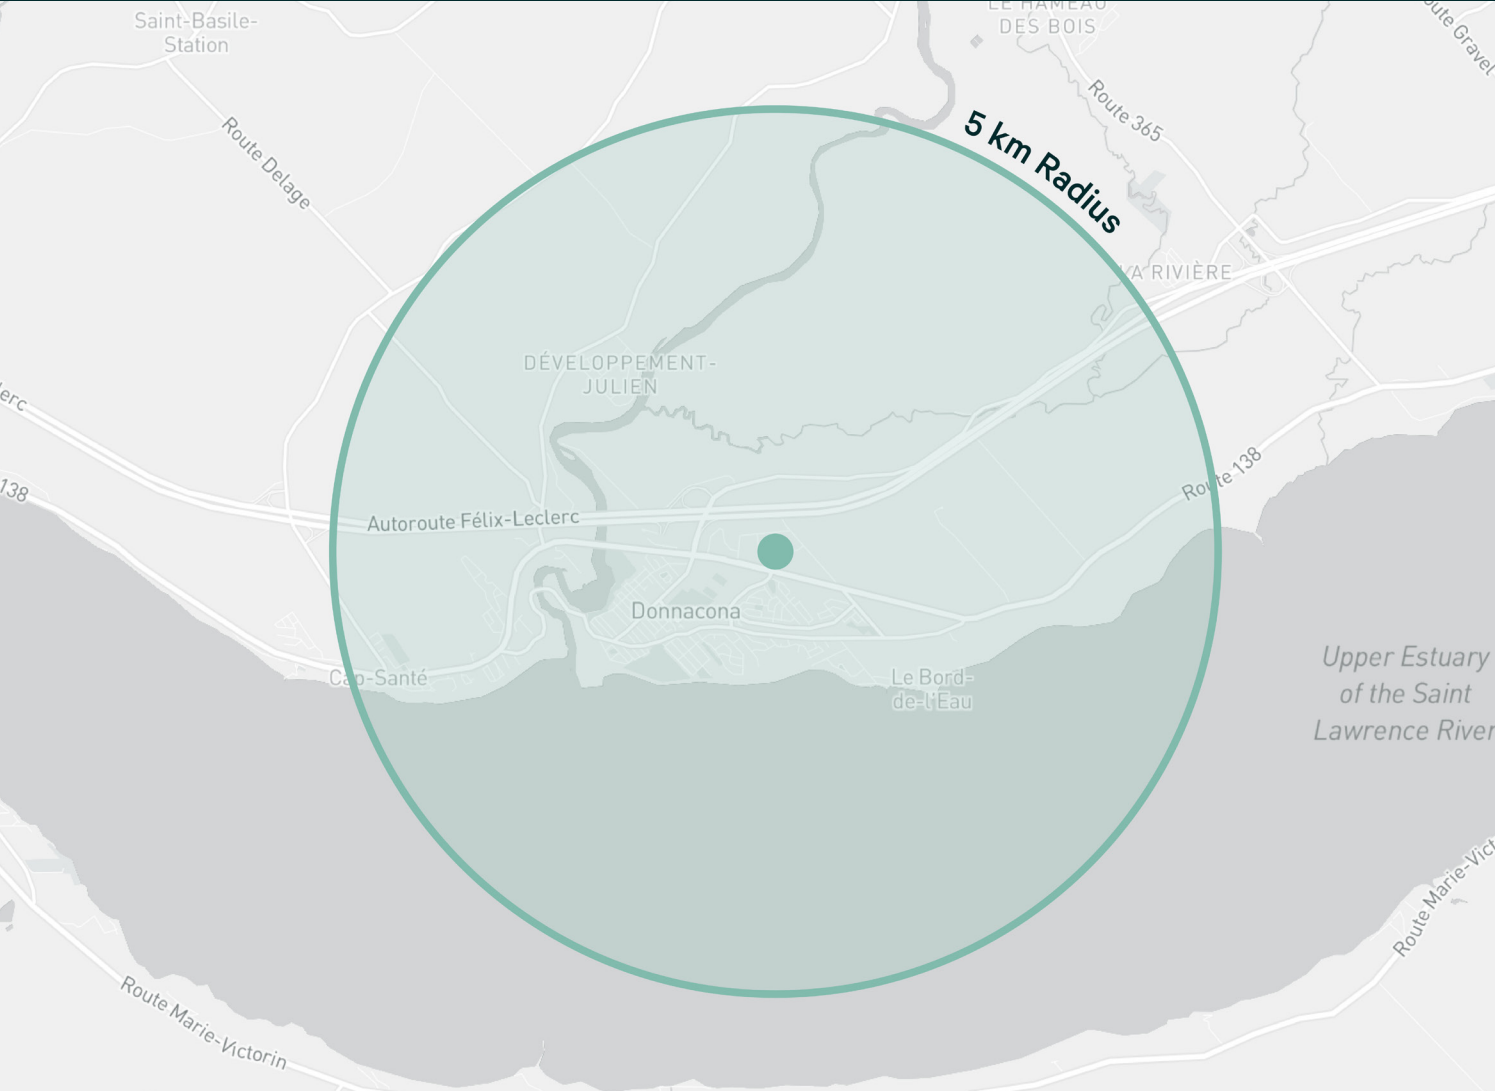 LE HAMEAU
DES BOIS
Saint-Basile-
Station
Route Delage
Route 365
5 km Radius
DÉVELOPPEMENT-
JULIEN
RIVIÈRE
138
Autoroute Félix-Leclerc
Route 138
Donnacona
Cap-Santé
Le Bord-
de-l'Eau
Upper Estuary
of the Saint
Lawrence River
Route Marie-Vict
Route Marie-Victorin